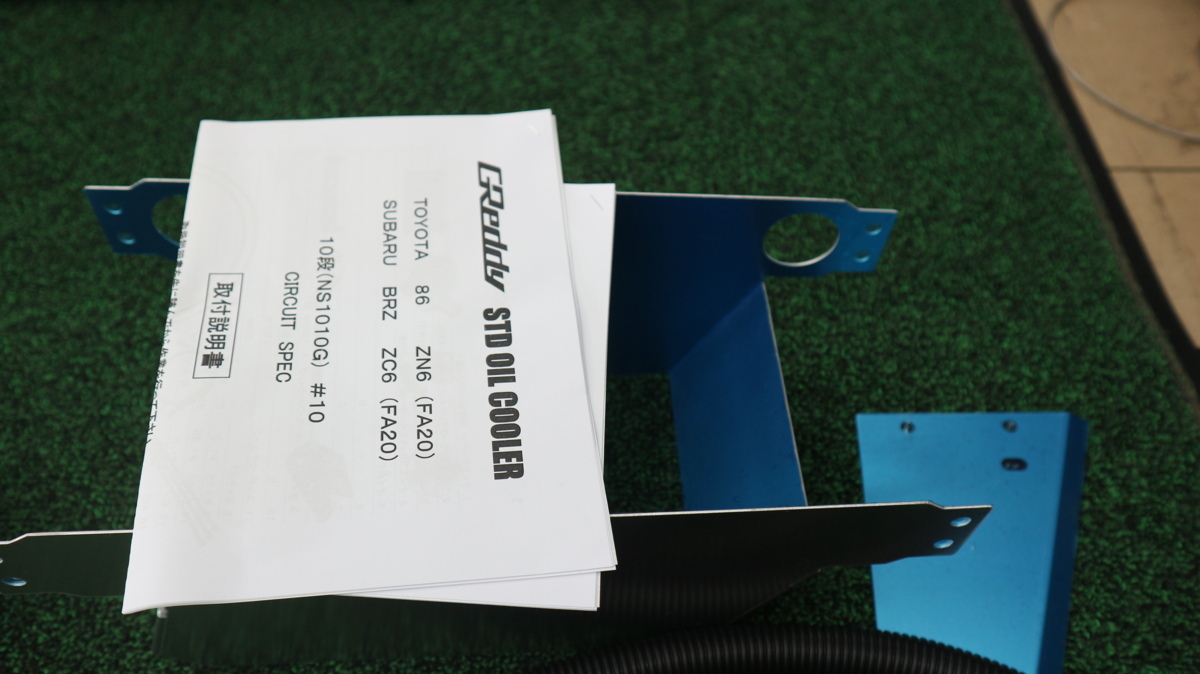 GReddy STD OIL COOLER
TOYOTA 86 ZN6 (FA20)
SUBARU BRZ ZC6 (FA20)
10段(NS1010G) #10
CIRCUIT SPEC
取付説明書